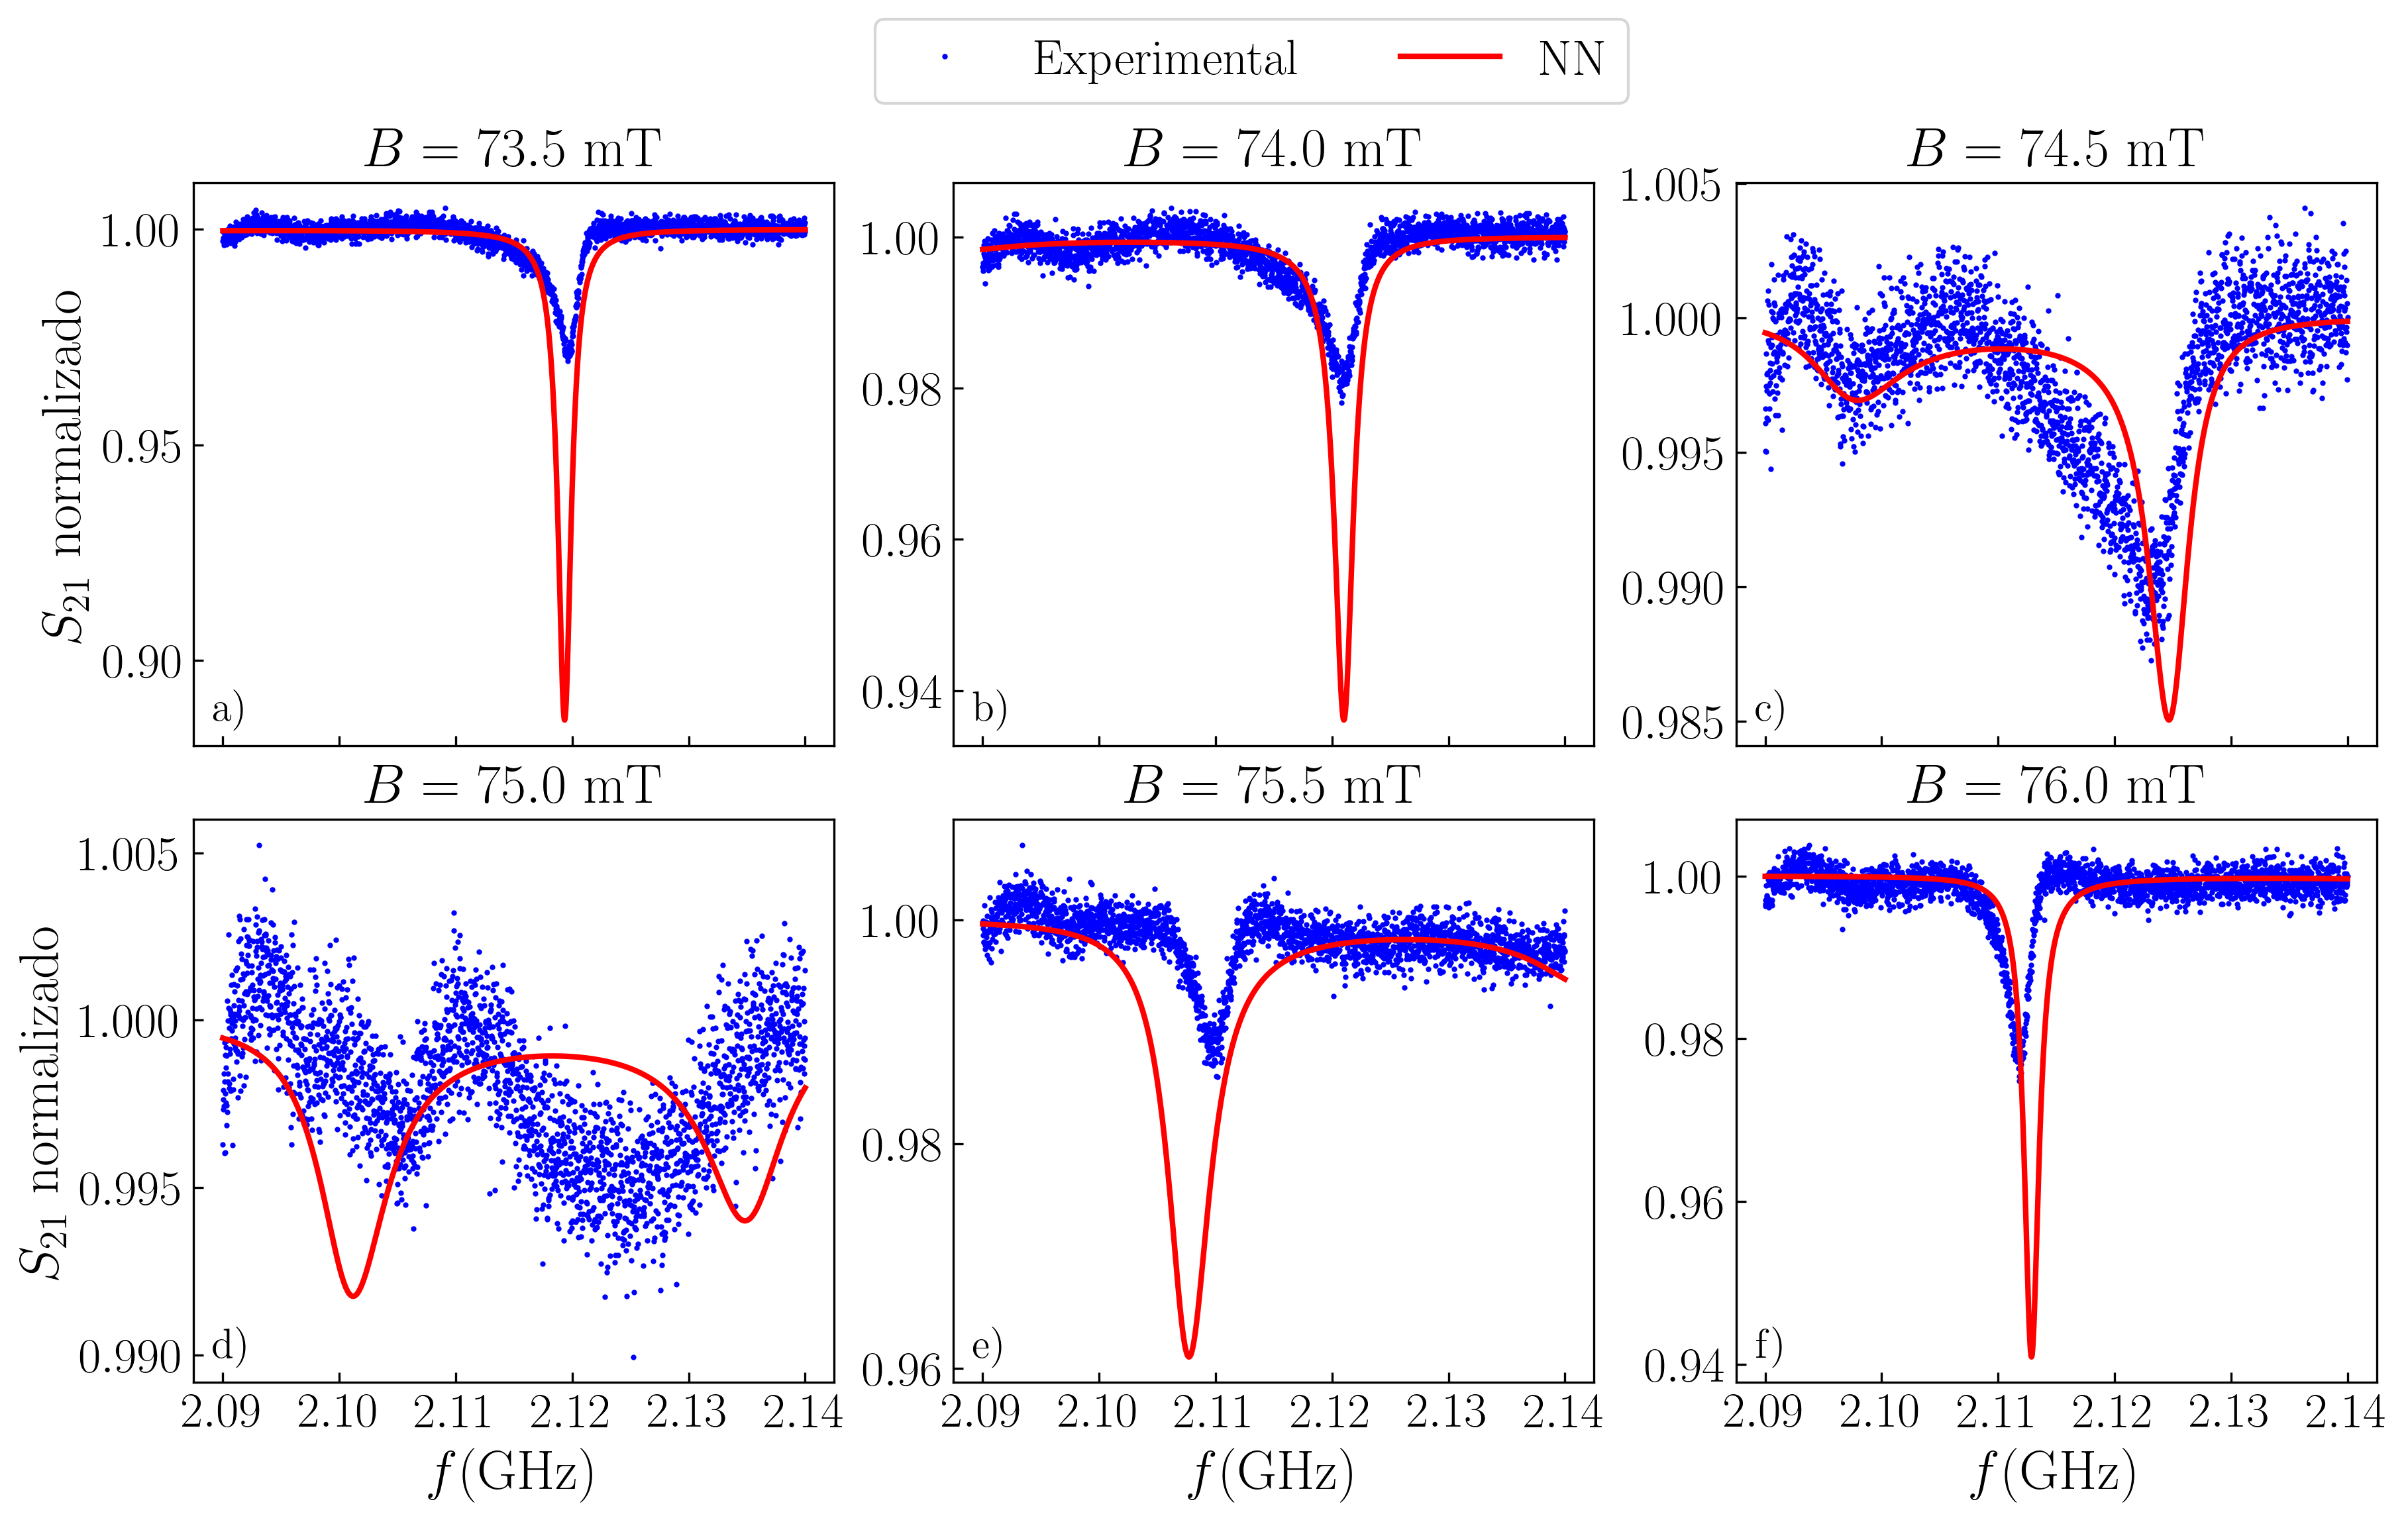 Experimental NN
B = 73.5 mT B = 74.0 mT B = 74.5 mT
S₂₁ normalizado
1.00
0.95
0.90
a)
1.00
0.98
0.96
0.94
b)
1.005
1.000
0.995
0.990
0.985
c)
B = 75.0 mT B = 75.5 mT B = 76.0 mT
S₂₁ normalizado
1.005
1.000
0.995
0.990
d)
2.09 2.10 2.11 2.12 2.13 2.14
f(GHz)
1.00
0.98
0.96
e)
2.09 2.10 2.11 2.12 2.13 2.14
f(GHz)
1.00
0.98
0.96
0.94
f)
2.09 2.10 2.11 2.12 2.13 2.14
f(GHz)